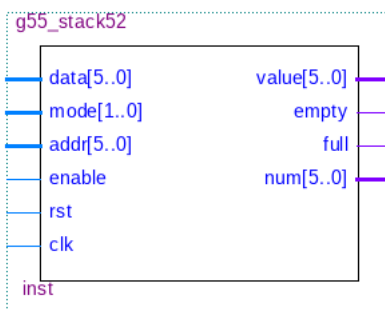 g55_stack52
data[5..0] value[5..0]
mode[1..0] empty
addr[5..0] full
enable num[5..0]
rst
clk
inst